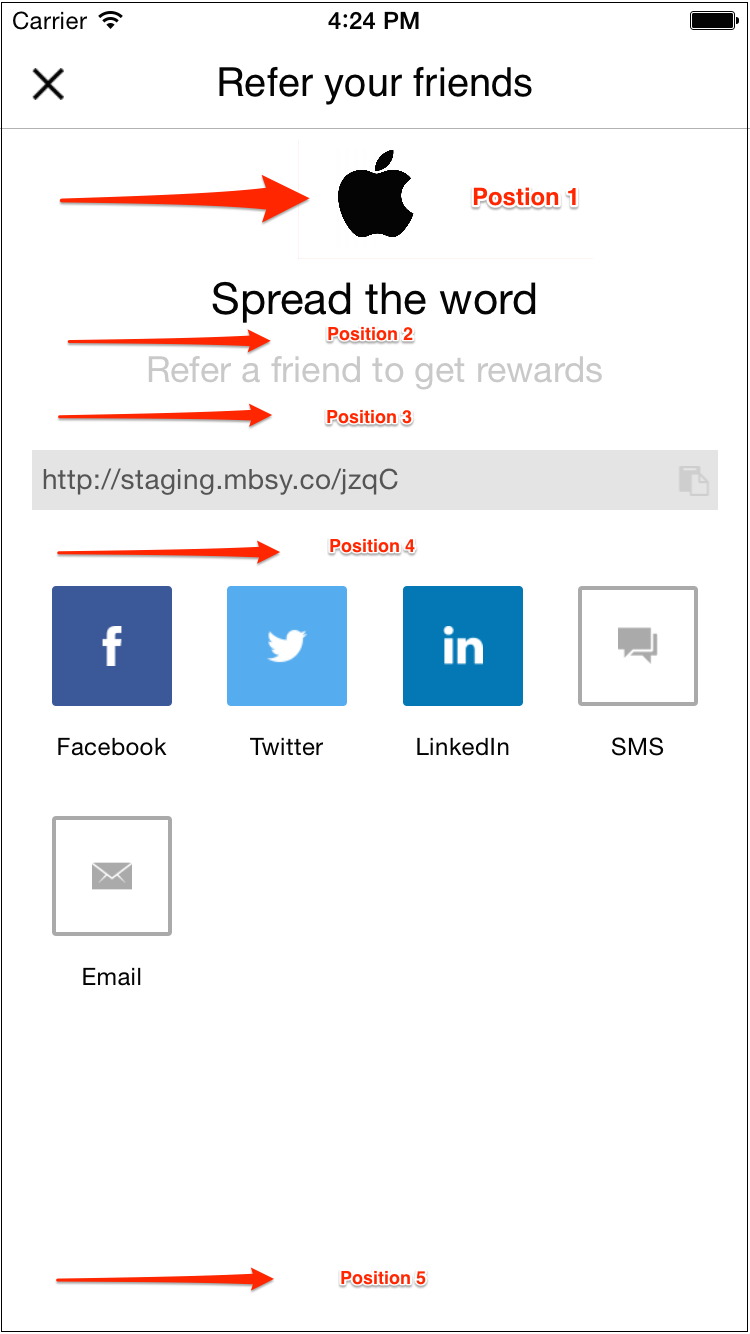 Carrier 4:24 PM
Refer your friends
Postion 1
Spread the word
Position 2
Refer a friend to get rewards
Position 3
http://staging.mbsy.co/jzqC
Position 4
f in
Facebook Twitter LinkedIn SMS
Email
Position 5